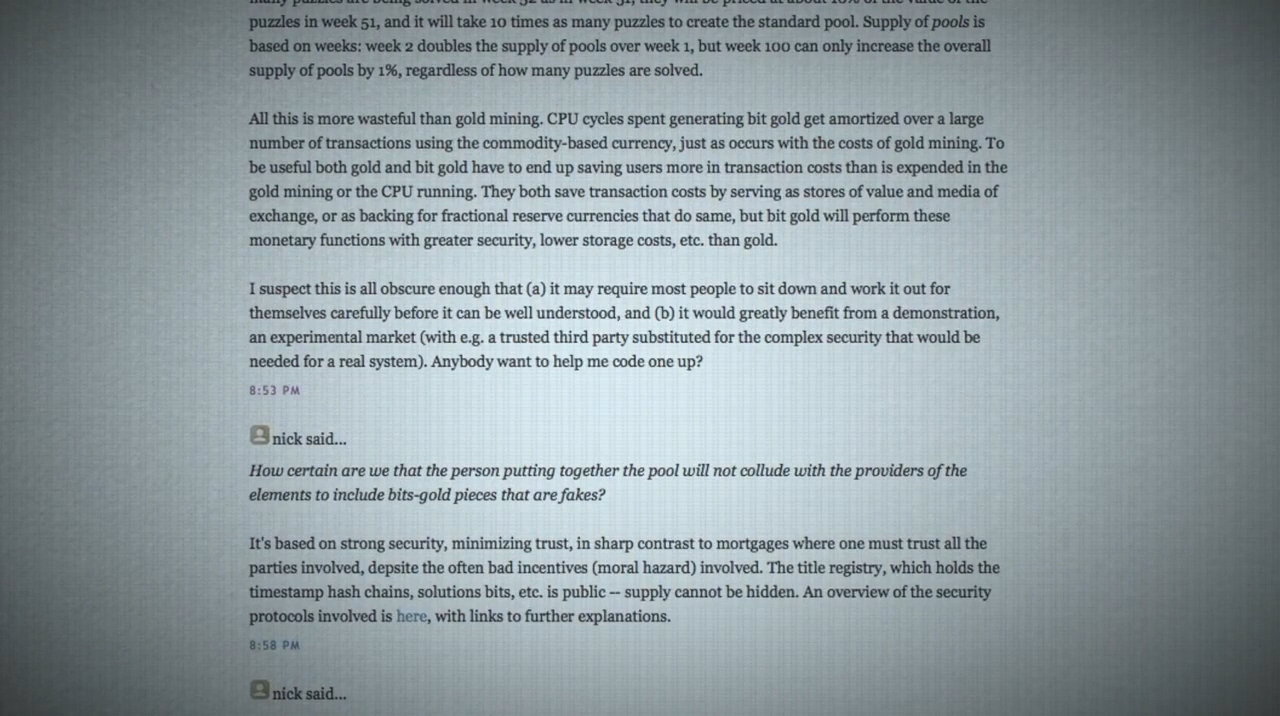 puzzles in week 51, and it will take 10 times as many puzzles to create the standard pool. Supply of pools is
based on weeks: week 2 doubles the supply of pools over week 1, but week 100 can only increase the overall
supply of pools by 1%, regardless of how many puzzles are solved.
All this is more wasteful than gold mining. CPU cycles spent generating bit gold get amortized over a large
number of transactions using the commodity-based currency, just as occurs with the costs of gold mining. To
be useful both gold and bit gold have to end up saving users more in transaction costs than is expended in the
gold mining or the CPU running. They both save transaction costs by serving as stores of value and media of
exchange, or as backing for fractional reserve currencies that do same, but bit gold will perform these
monetary functions with greater security, lower storage costs, etc. than gold.
I suspect this is all obscure enough that (a) it may require most people to sit down and work it out for
themselves carefully before it can be well understood, and (b) it would greatly benefit from a demonstration,
an experimental market (with e.g. a trusted third party substituted for the complex security that would be
needed for a real system). Anybody want to help me code one up?
8:53 PM
nick said...
How certain are we that the person putting together the pool will not collude with the providers of the
elements to include bits-gold pieces that are fakes?
It's based on strong security, minimizing trust, in sharp contrast to mortgages where one must trust all the
parties involved, depsite the often bad incentives (moral hazard) involved. The title registry, which holds the
timestamp hash chains, solutions bits, etc. is public -- supply cannot be hidden. An overview of the security
protocols involved is here, with links to further explanations.
8:58 PM
nick said...